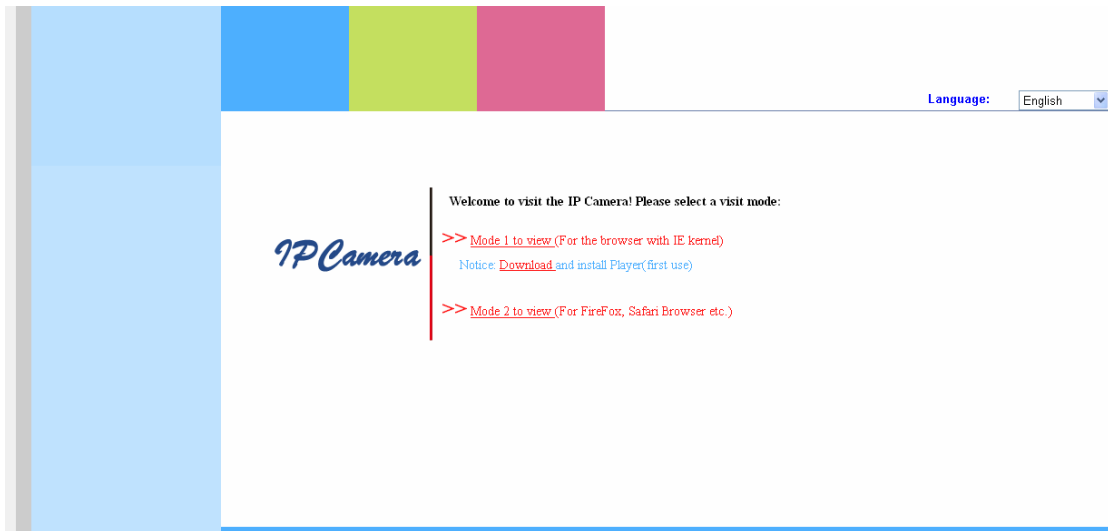 Language: English
Welcome to visit the IP Camera! Please select a visit mode:
IPCamera
>> Mode 1 to view (For the browser with IE kernel)
Notice: Download and install Player(first use)
>> Mode 2 to view (For FireFox, Safari Browser etc.)